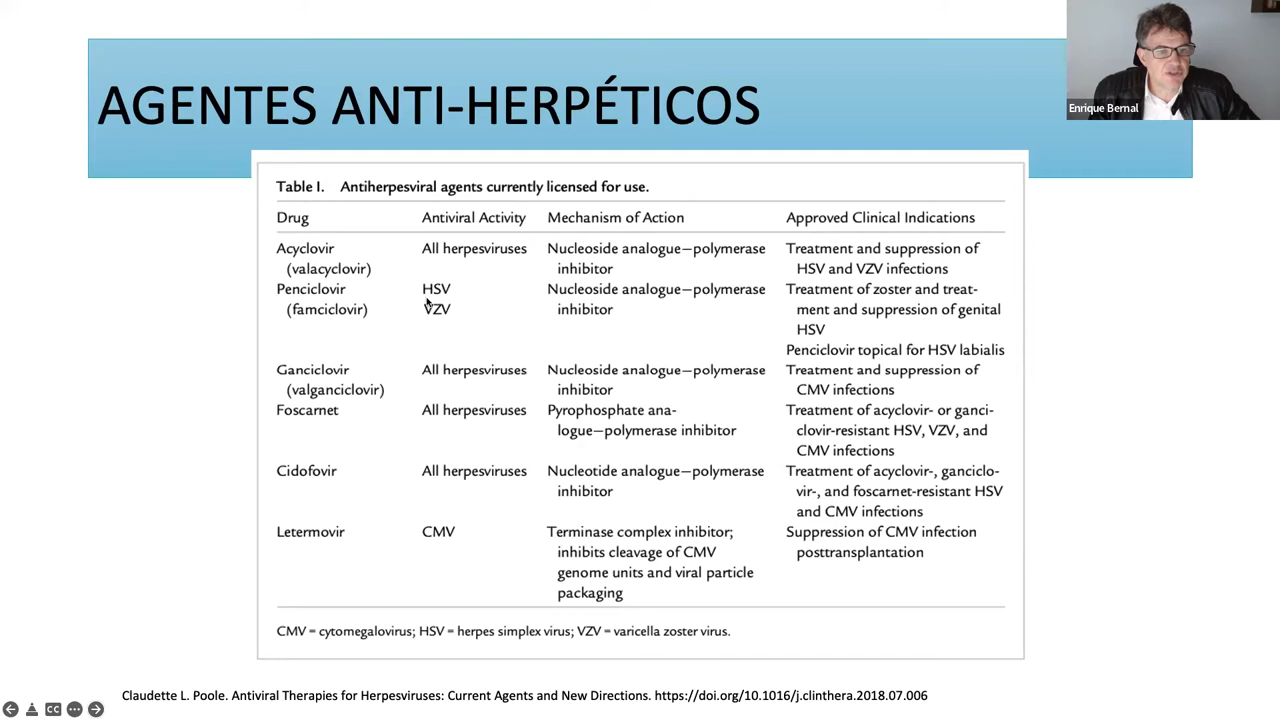 AGENTES ANTI-HERPÉTICOS
Enrique Bernal
Table I. Antiherpesviral agents currently licensed for use.
Drug Antiviral Activity Mechanism of Action Approved Clinical Indications
Acyclovir All herpesviruses Nucleoside analogue—polymerase Treatment and suppression of
(valacyclovir) inhibitor HSV and VZV infections
Penciclovir HSV Nucleoside analogue—polymerase Treatment of zoster and treat-
(famciclovir) VZV inhibitor ment and suppression of genital
HSV
Penciclovir topical for HSV labialis
Ganciclovir All herpesviruses Nucleoside analogue—polymerase Treatment and suppression of
(valganciclovir) inhibitor CMV infections
Foscarnet All herpesviruses Pyrophosphate ana- Treatment of acyclovir- or ganci-
logue—polymerase inhibitor clovir-resistant HSV, VZV, and
CMV infections
Cidofovir All herpesviruses Nucleotide analogue—polymerase Treatment of acyclovir-, ganciclo-
inhibitor vir-, and foscarnet-resistant HSV
and CMV infections
Letermovir CMV Terminase complex inhibitor; Suppression of CMV infection
inhibits cleavage of CMV posttransplantation
genome units and viral particle
packaging
CMV = cytomegalovirus; HSV = herpes simplex virus; VZV = varicella zoster virus.
Claudette L. Poole. Antiviral Therapies for Herpesviruses: Current Agents and New Directions. https://doi.org/10.1016/j.clinthera.2018.07.006
CC